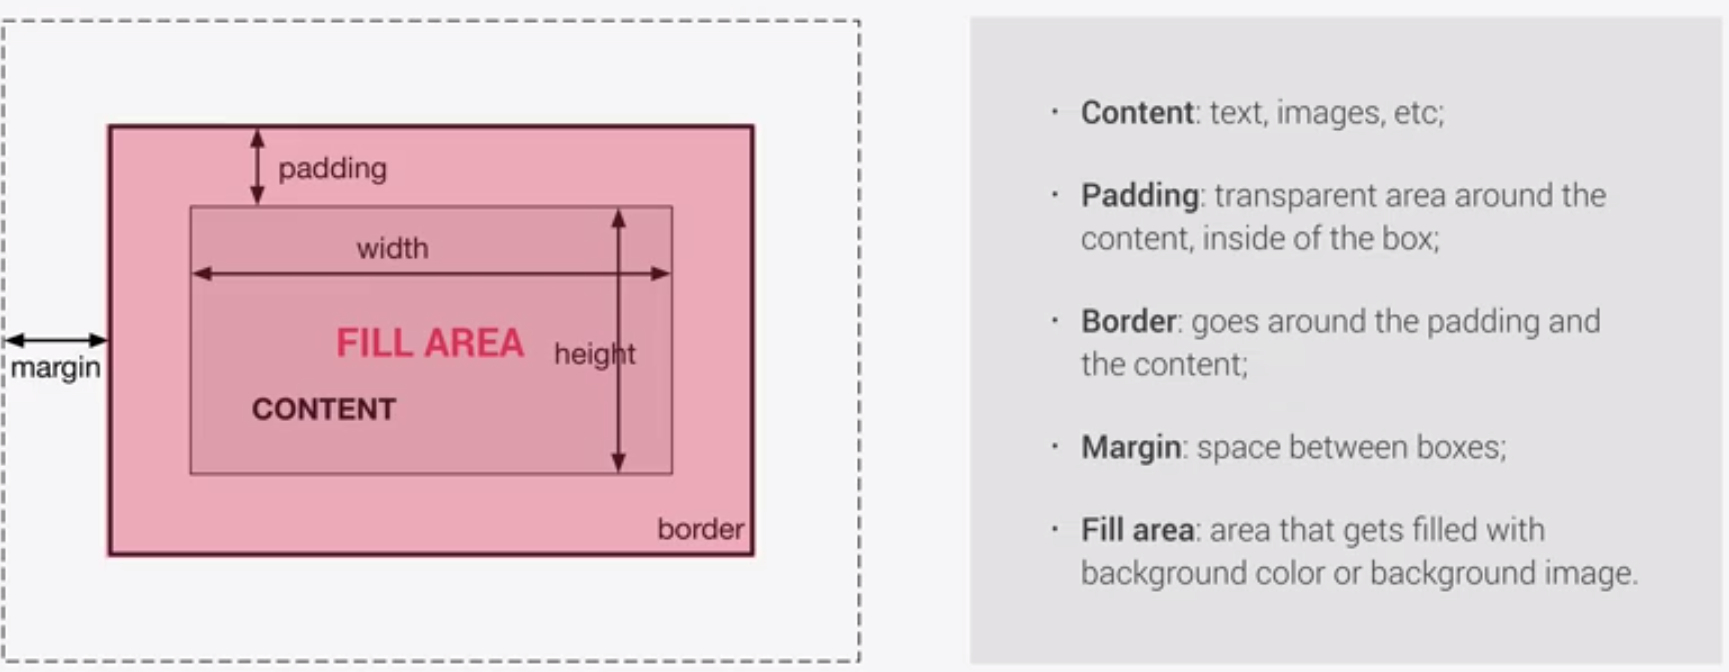 padding
width
FILL AREA
height
margin
CONTENT
border
· Content: text, images, etc;
· Padding: transparent area around the
content, inside of the box;
· Border: goes around the padding and
the content;
· Margin: space between boxes;
· Fill area: area that gets filled with
background color or background image.